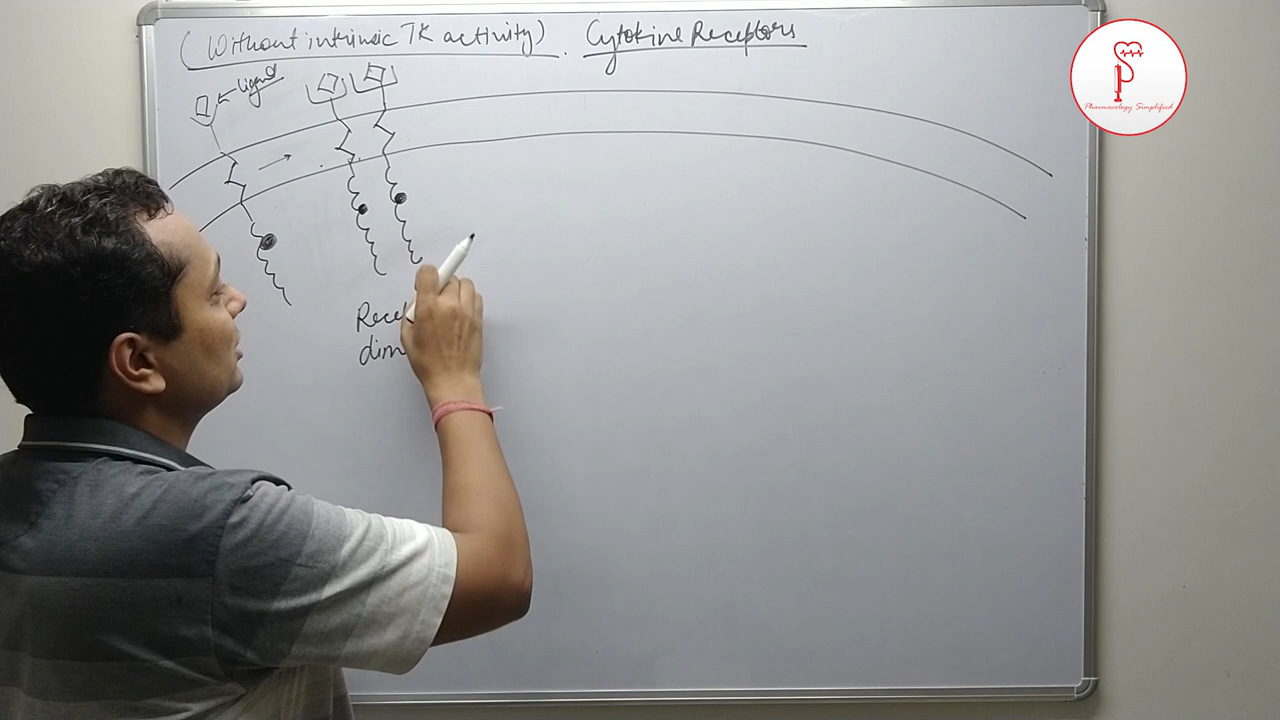 (Without intrinsic TK activity). Cytokine Receptors
ligand
Rece
dim
Pharmacology Simplified